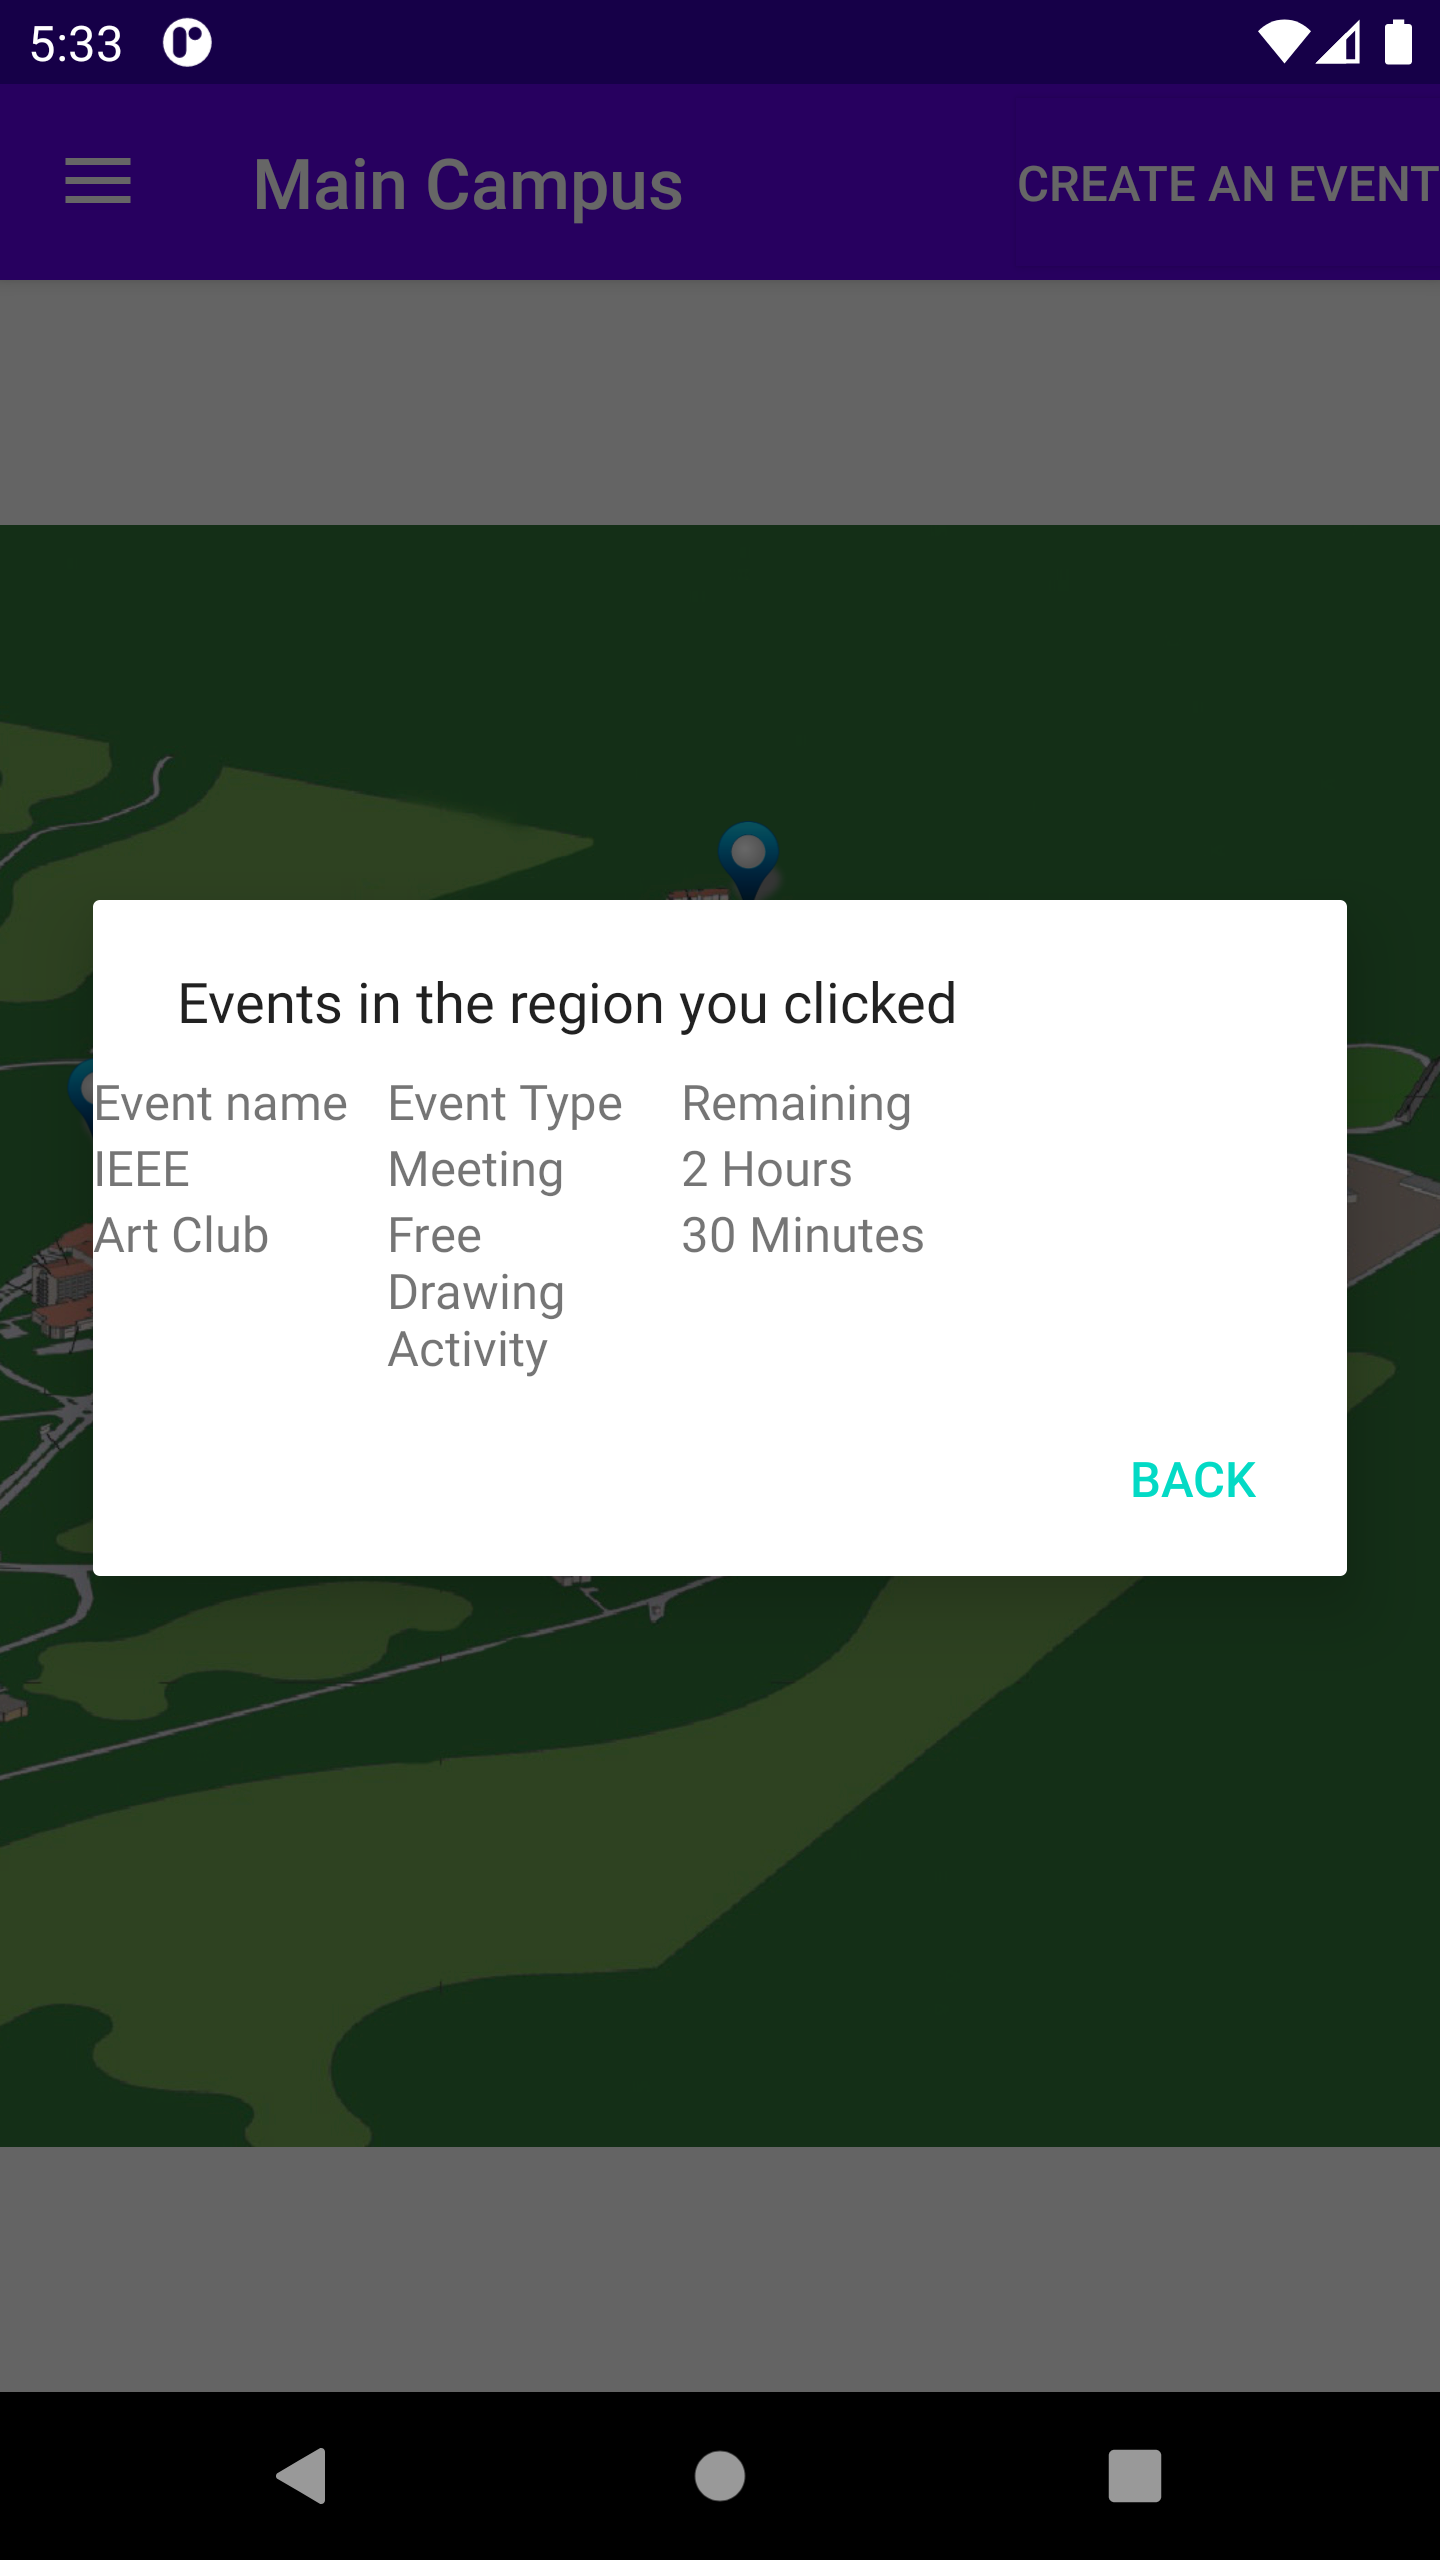 5:33
Main Campus CREATE AN EVENT
Events in the region you clicked
Event name Event Type Remaining
IEEE Meeting 2 Hours
Art Club Free 30 Minutes
Drawing
Activity
BACK